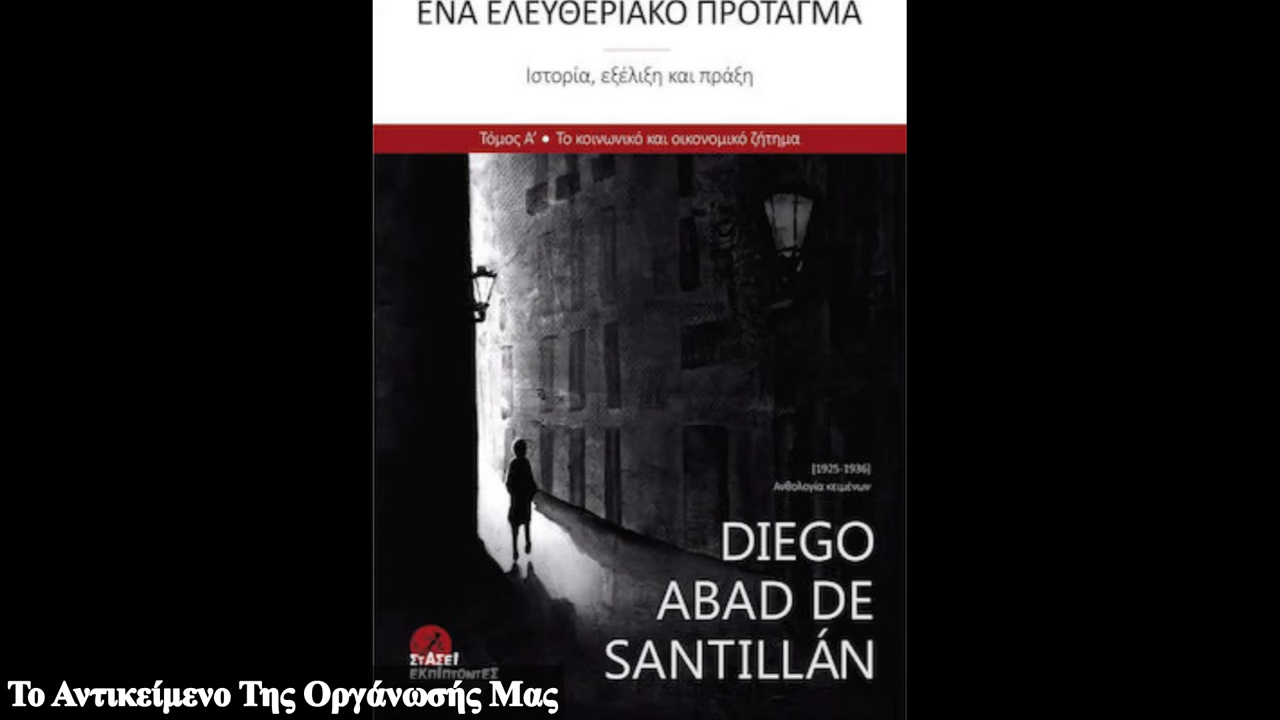 ΕΝΑ ΕΛΕΥΘΕΡΙΑΚΟ ΠΡΟΤΑΓΜΑ
Ιστορία, εξέλιξη και πράξη
Τόμος Α' • Το κοινωνικό και οικονομικό ζήτημα
[1925-1936]
Ανθολογία κειμένων
DIEGO
ABAD DE
SANTILLÁN
ΣτΑΣΕΙ
ΕΚΠΙΠΤΟΝΤΕΣ
Το Αντικείμενο Της Οργάνωσής Μας